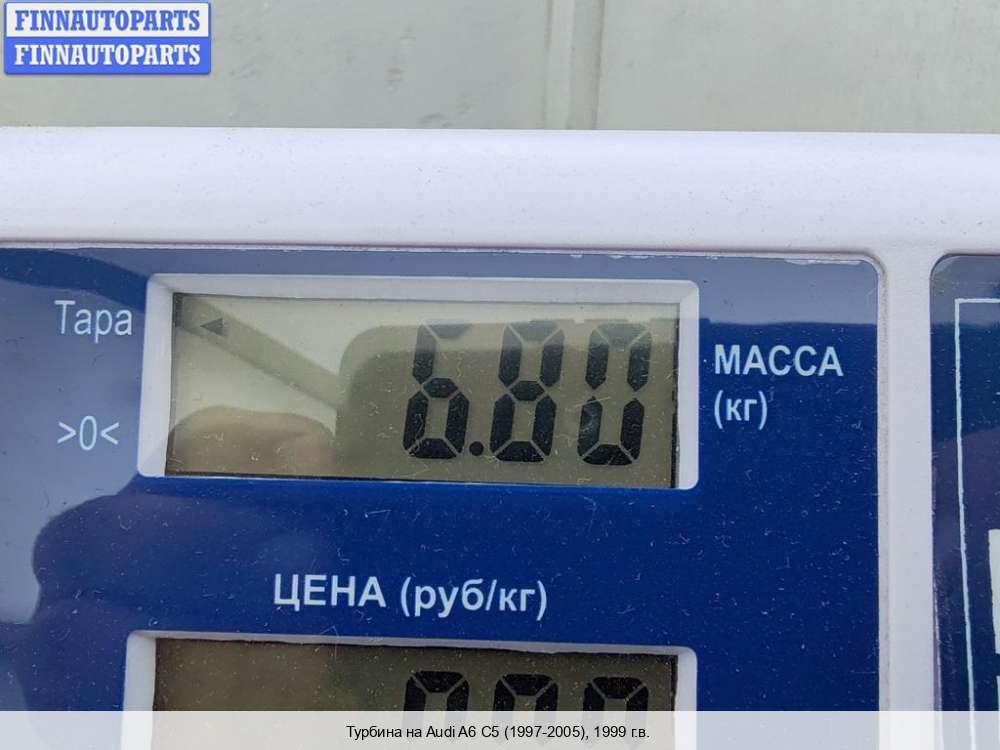 FINNAUTOPARTS
FINNAUTOPARTS
Тара
6.80
МАССА
(кг)
>0<
ЦЕНА (руб/кг)
Турбина на Audi A6 C5 (1997-2005), 1999 г.в.